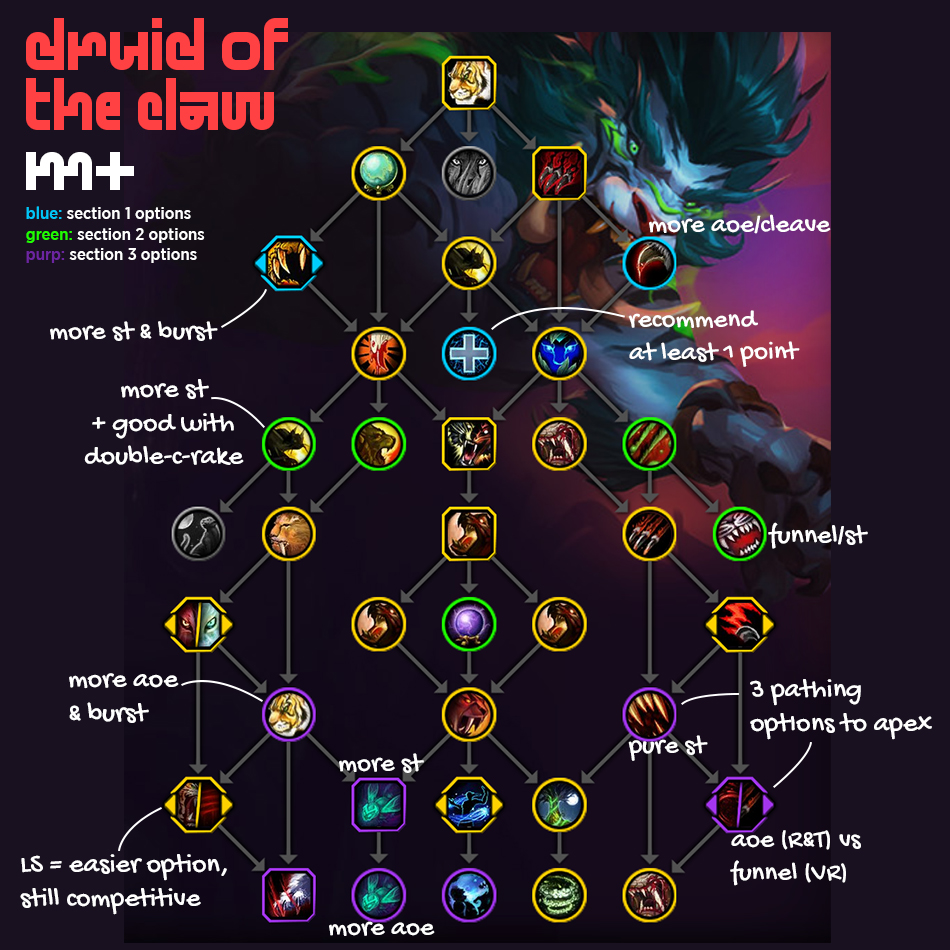 druid of
the claw
m+
blue: section 1 options
green: section 2 options
purp: section 3 options
more aoe/cleave
more st & burst
recommend
at least 1 point
more st
+ good with
double-c-rake
funnel/st
more aoe
& burst
3 pathing
options to apex
pure st
more st
aoe (R&T) vs
funnel (VR)
LS = easier option,
still competitive
more aoe